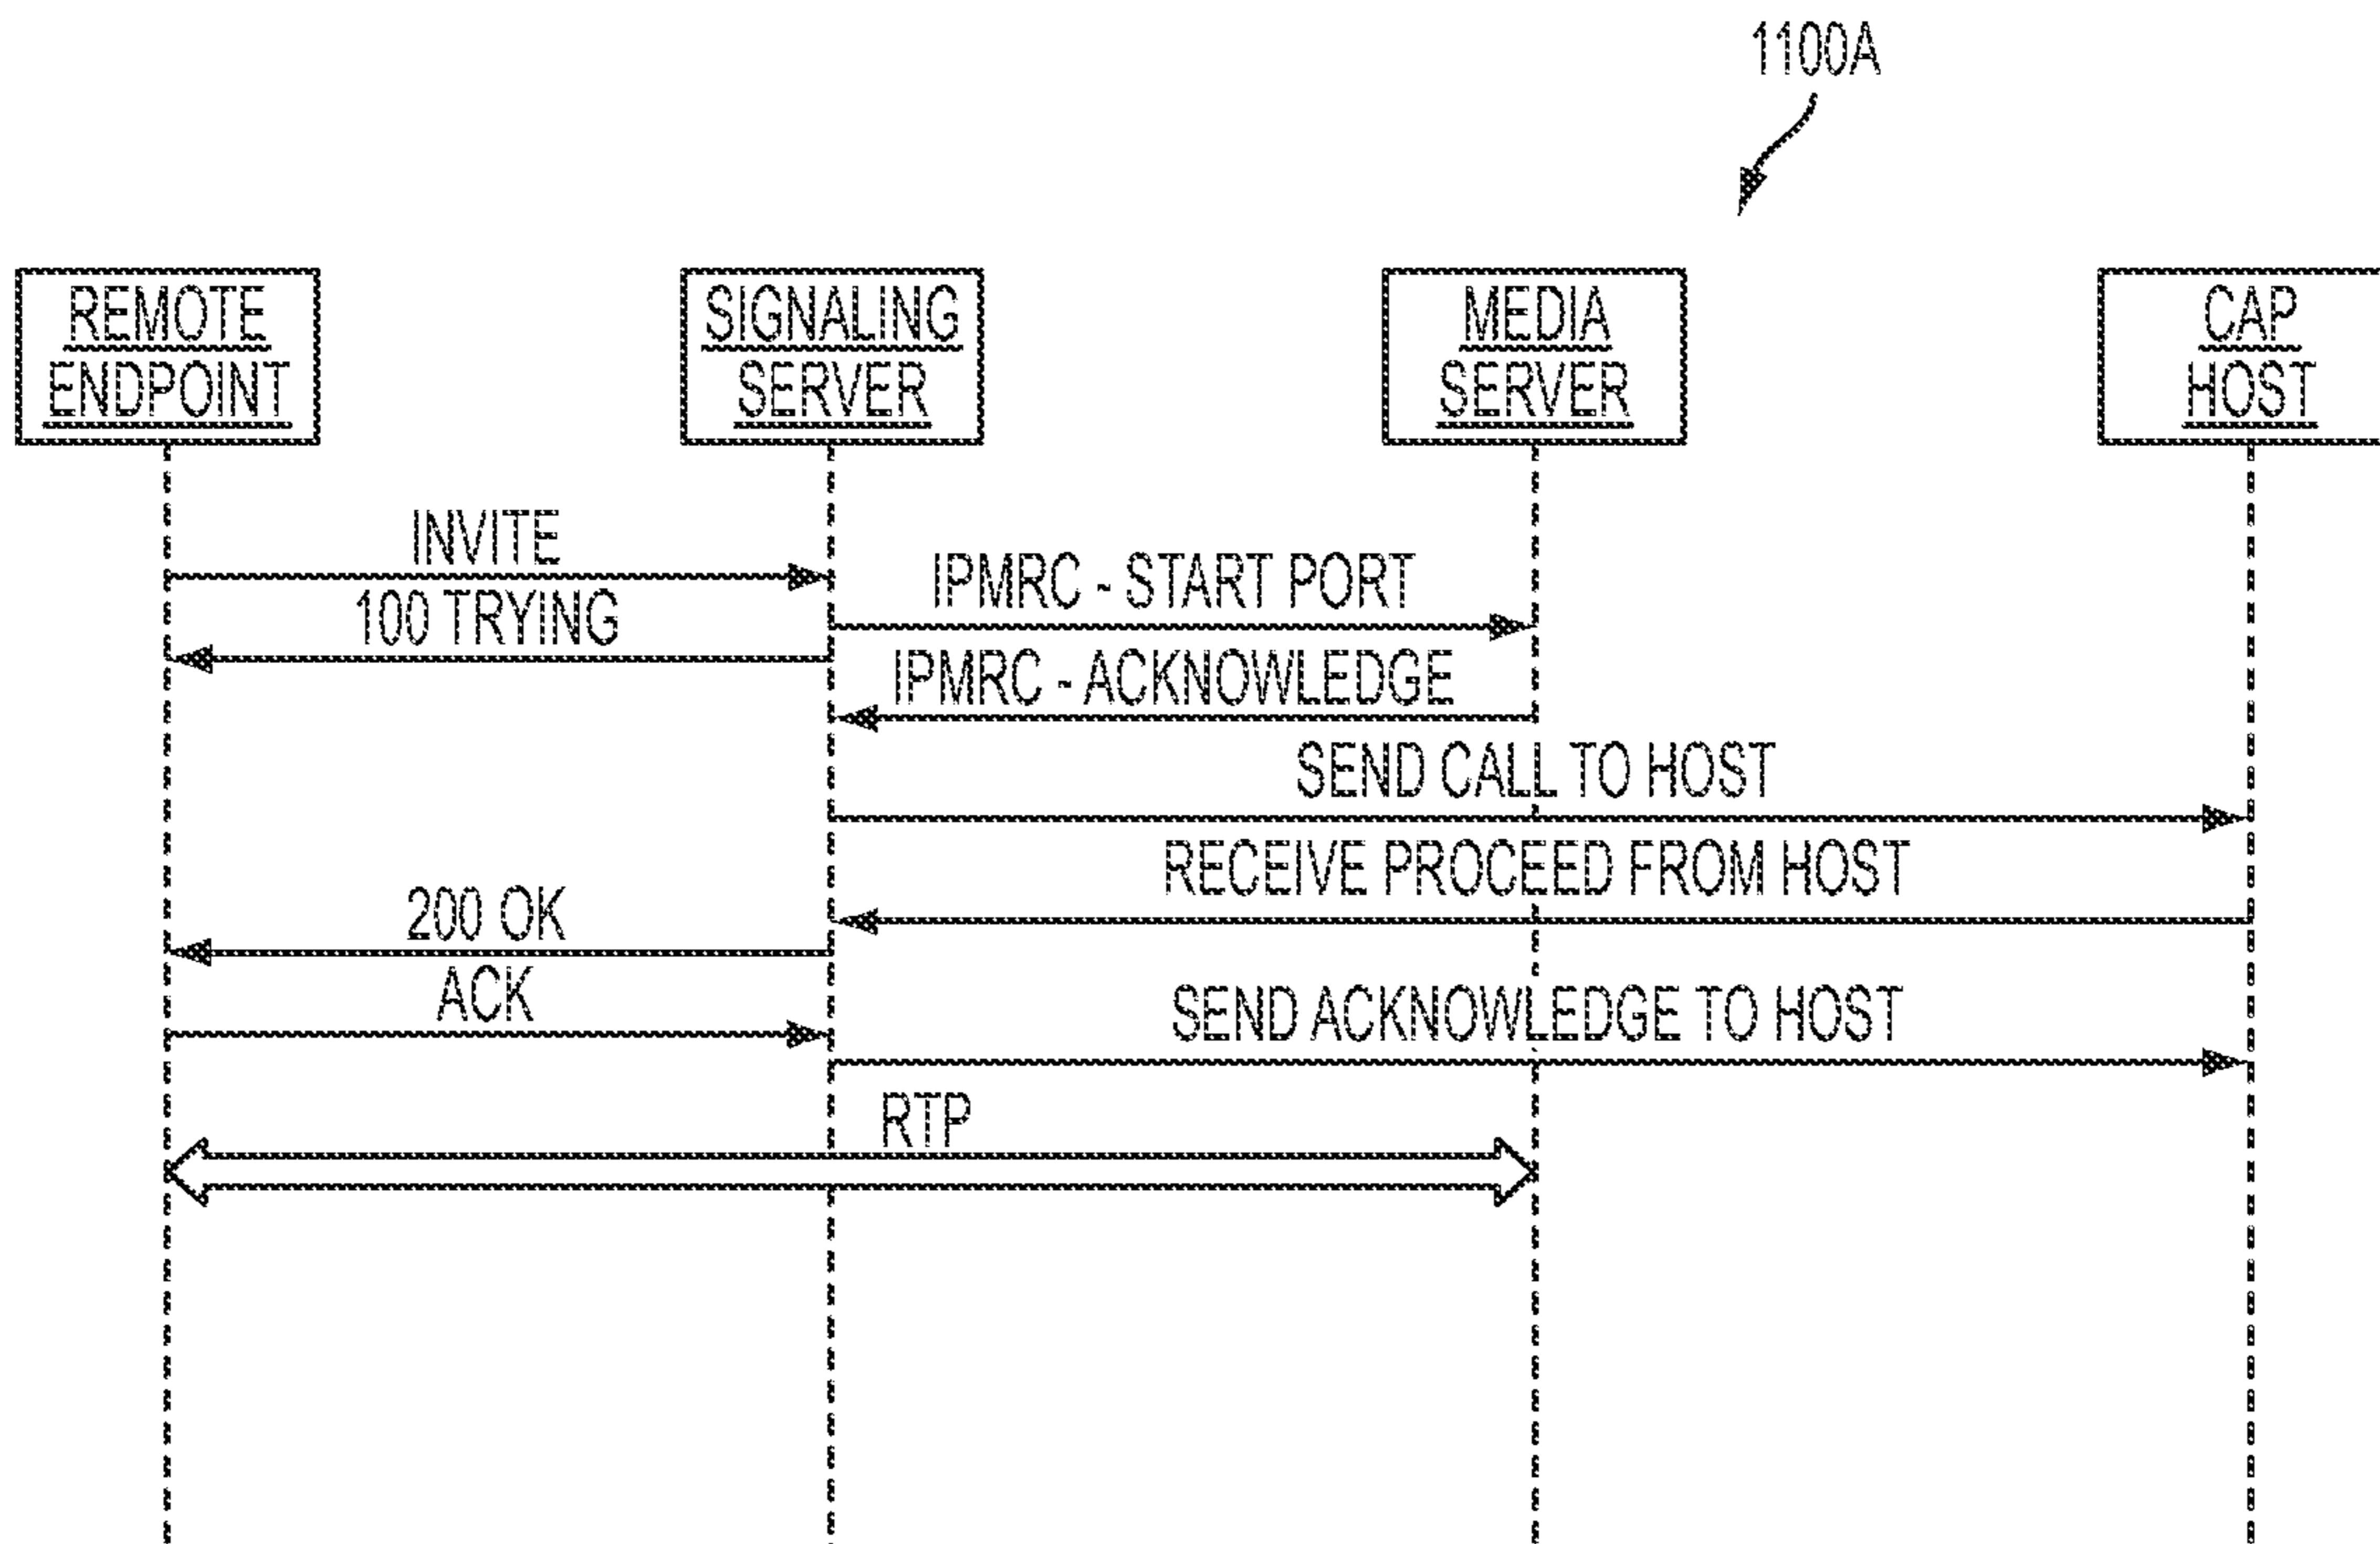 1100A
REMOTE
ENDPOINT
SIGNALING
SERVER
MEDIA
SERVER
CAP
HOST
INVITE
IPMRC - START PORT
100 TRYING
IPMRC - ACKNOWLEDGE
SEND CALL TO HOST
RECEIVE PROCEED FROM HOST
200 OK
ACK
SEND ACKNOWLEDGE TO HOST
RTP